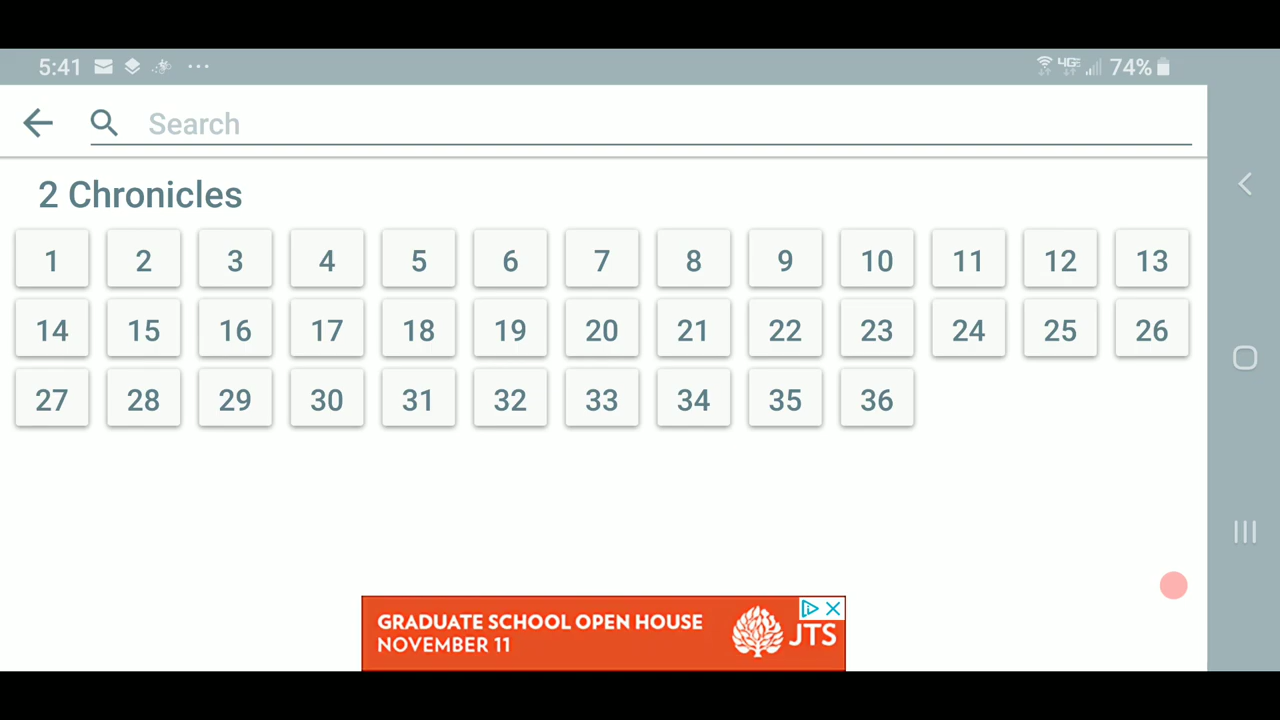 5:41 ... 4GE 74%
Search
2 Chronicles
1 2 3 4 5 6 7 8 9 10 11 12 13
14 15 16 17 18 19 20 21 22 23 24 25 26
27 28 29 30 31 32 33 34 35 36
GRADUATE SCHOOL OPEN HOUSE
NOVEMBER 11
JTS